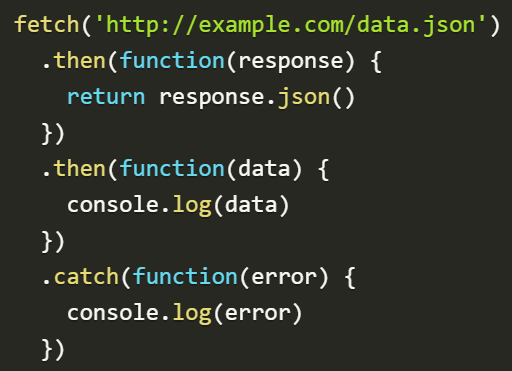 fetch('http://example.com/data.json')
  .then(function(response) {
    return response.json()
  })
  .then(function(data) {
    console.log(data)
  })
  .catch(function(error) {
    console.log(error)
  })